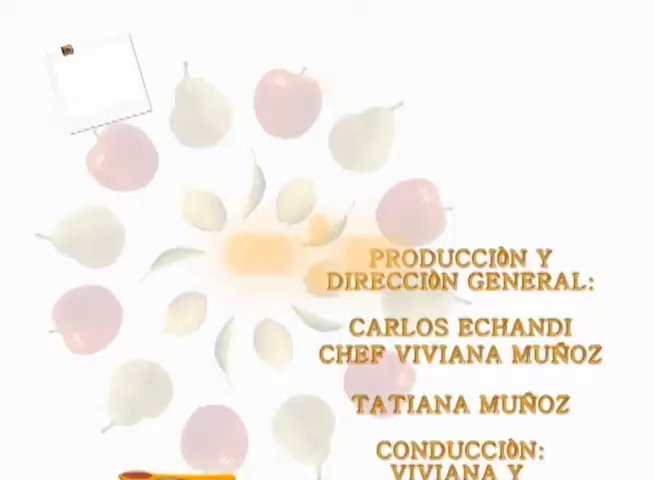 PRODUCCIÒN Y
DIRECCIÒN GENERAL:
CARLOS ECHANDI
CHEF VIVIANA MUÑOZ
TATIANA MUÑOZ
CONDUCCIÒN:
VIVIANA Y